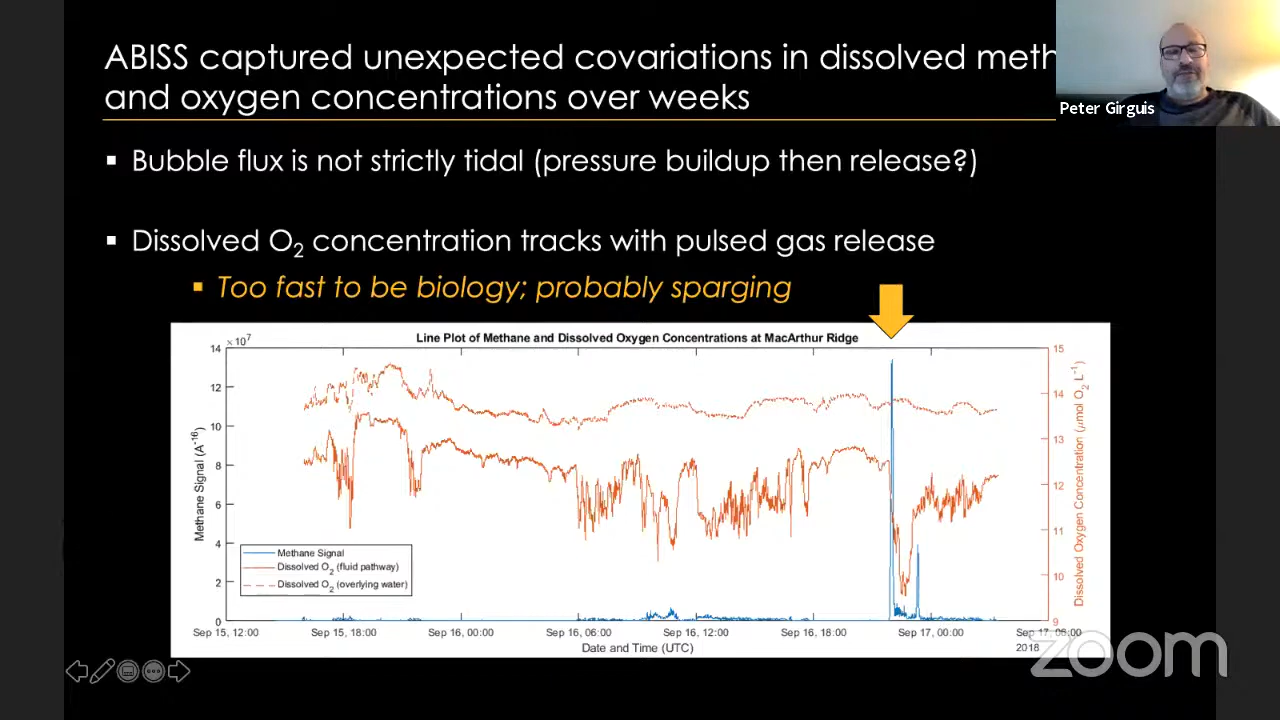 ABISS captured unexpected covariations in dissolved meth
and oxygen concentrations over weeks
Peter Girguis
▪ Bubble flux is not strictly tidal (pressure buildup then release?)
▪ Dissolved O₂ concentration tracks with pulsed gas release
▪ Too fast to be biology; probably sparging
Line Plot of Methane and Dissolved Oxygen Concentrations at MacArthur Ridge
×10⁷
14
12
10
8
6
4
2
0
Methane Signal (A⁻¹⁶)
15
14
13
12
11
10
9
Dissolved Oxygen Concentration (μmol O₂ L⁻¹)
Methane Signal
Dissolved O₂ (fluid pathway)
Dissolved O₂ (overlying water)
Sep 15, 12:00 Sep 15, 18:00 Sep 16, 00:00 Sep 16, 06:00 Sep 16, 12:00 Sep 16, 18:00 Sep 17, 00:00 Sep 17, 06:00
Date and Time (UTC)
2018
zoom